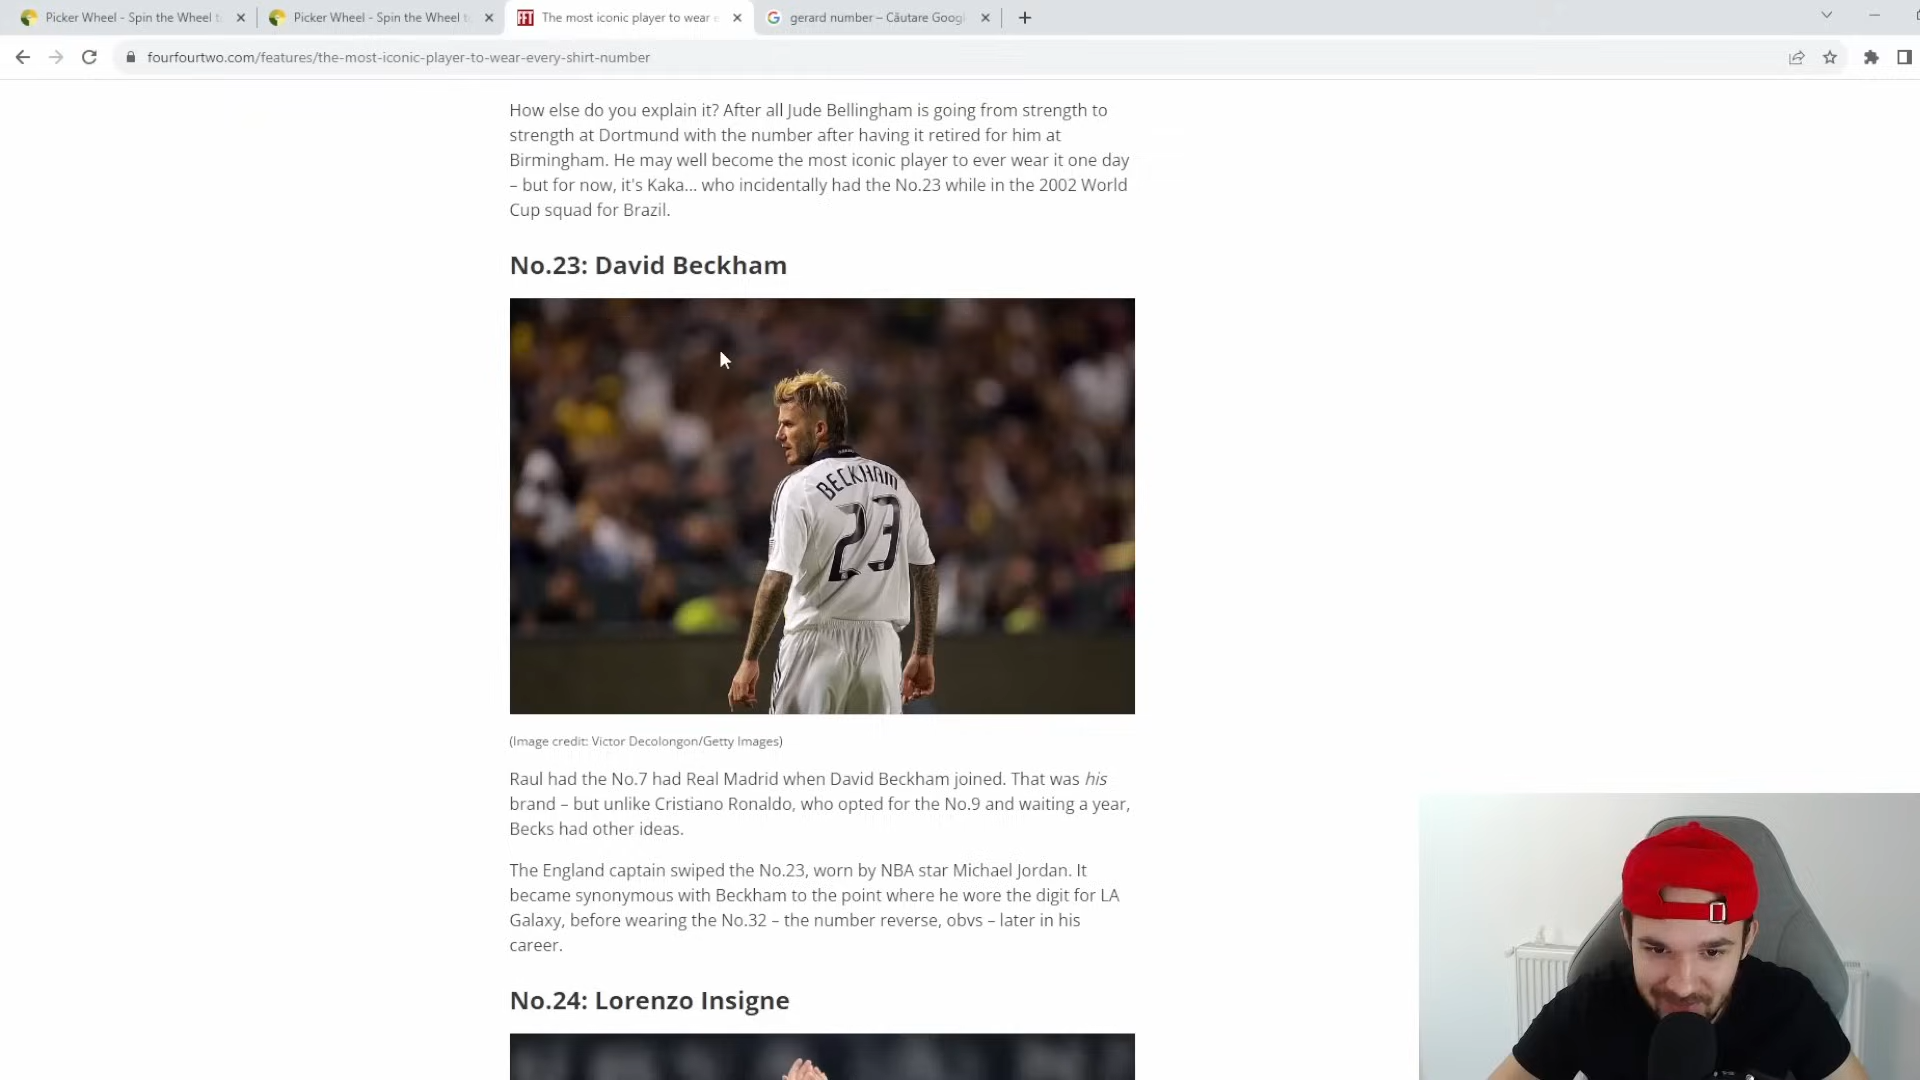 Picker Wheel - Spin the Wheel t
Picker Wheel - Spin the Wheel t
FFT The most iconic player to wear e
gerard number – Căutare Googl
fourfourtwo.com/features/the-most-iconic-player-to-wear-every-shirt-number
How else do you explain it? After all Jude Bellingham is going from strength to
strength at Dortmund with the number after having it retired for him at
Birmingham. He may well become the most iconic player to ever wear it one day
– but for now, it's Kaka... who incidentally had the No.23 while in the 2002 World
Cup squad for Brazil.
No.23: David Beckham
BECKHAM
23
(Image credit: Victor Decolongon/Getty Images)
Raul had the No.7 had Real Madrid when David Beckham joined. That was his
brand – but unlike Cristiano Ronaldo, who opted for the No.9 and waiting a year,
Becks had other ideas.
The England captain swiped the No.23, worn by NBA star Michael Jordan. It
became synonymous with Beckham to the point where he wore the digit for LA
Galaxy, before wearing the No.32 – the number reverse, obvs – later in his
career.
No.24: Lorenzo Insigne